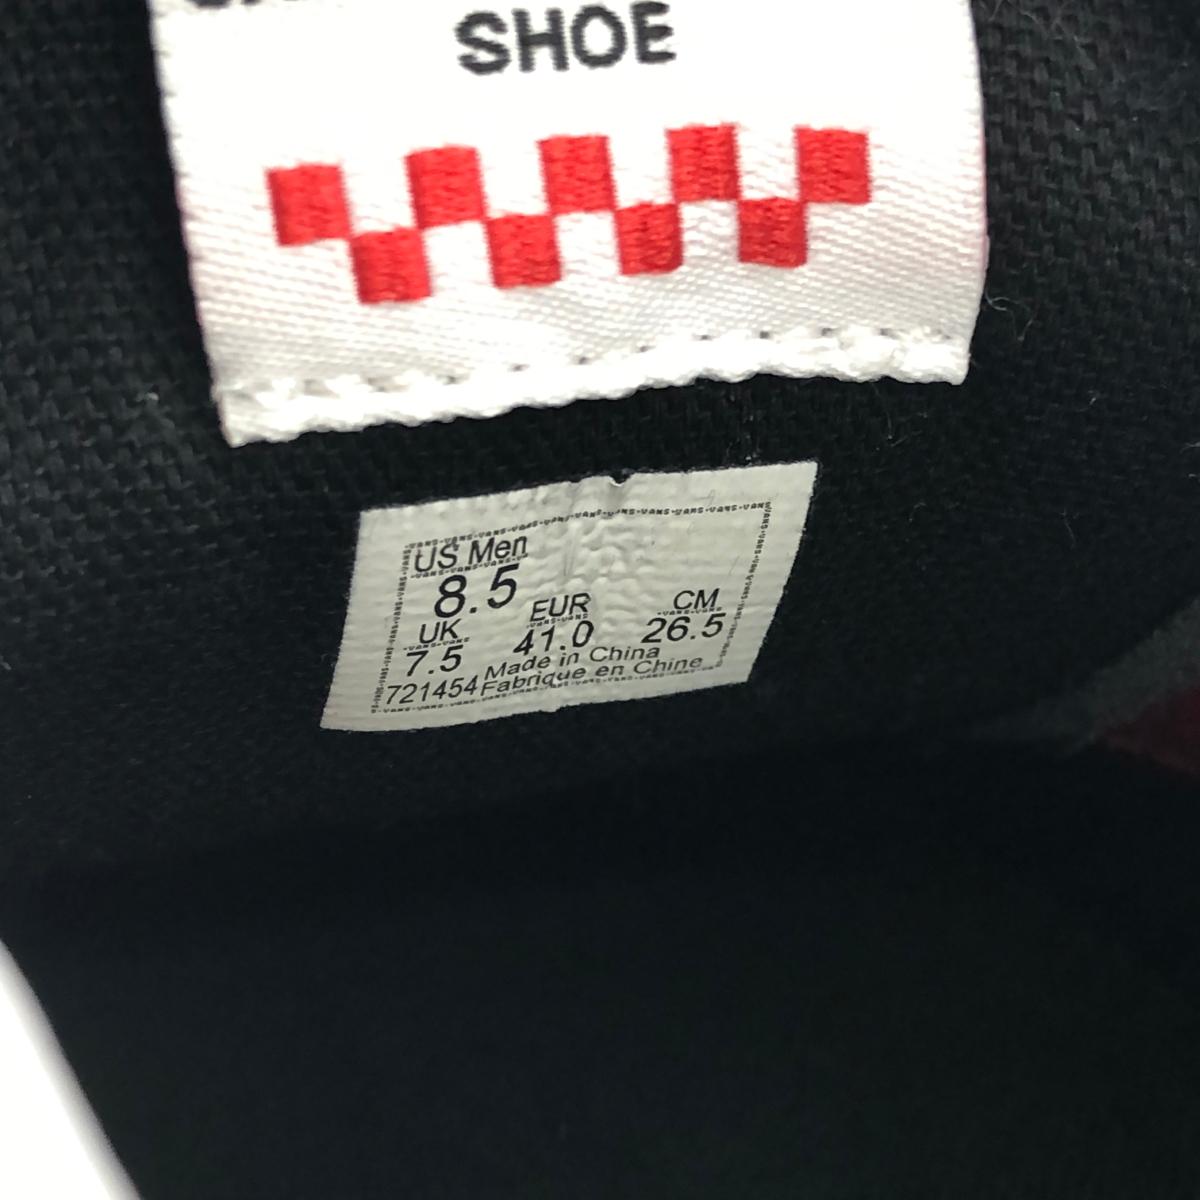 SHOE
US Men
8.5
UK EUR CM
7.5 41.0 26.5
Made in China
721454 Fabrique en Chine